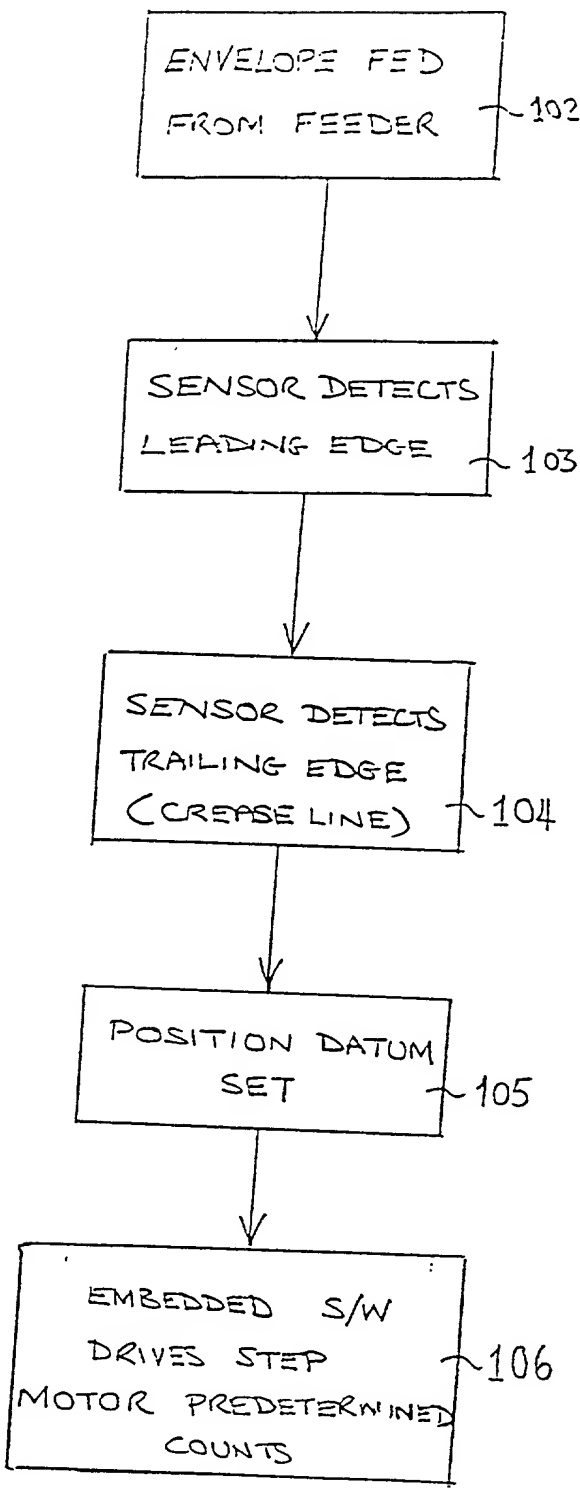 ENVELOPE FED
FROM FEEDER
102
SENSOR DETECTS
LEADING EDGE
103
SENSOR DETECTS
TRAILING EDGE
(CREASE LINE)
104
POSITION DATUM
SET
105
EMBEDDED S/W
DRIVES STEP
MOTOR PREDETERMINED
COUNTS
106